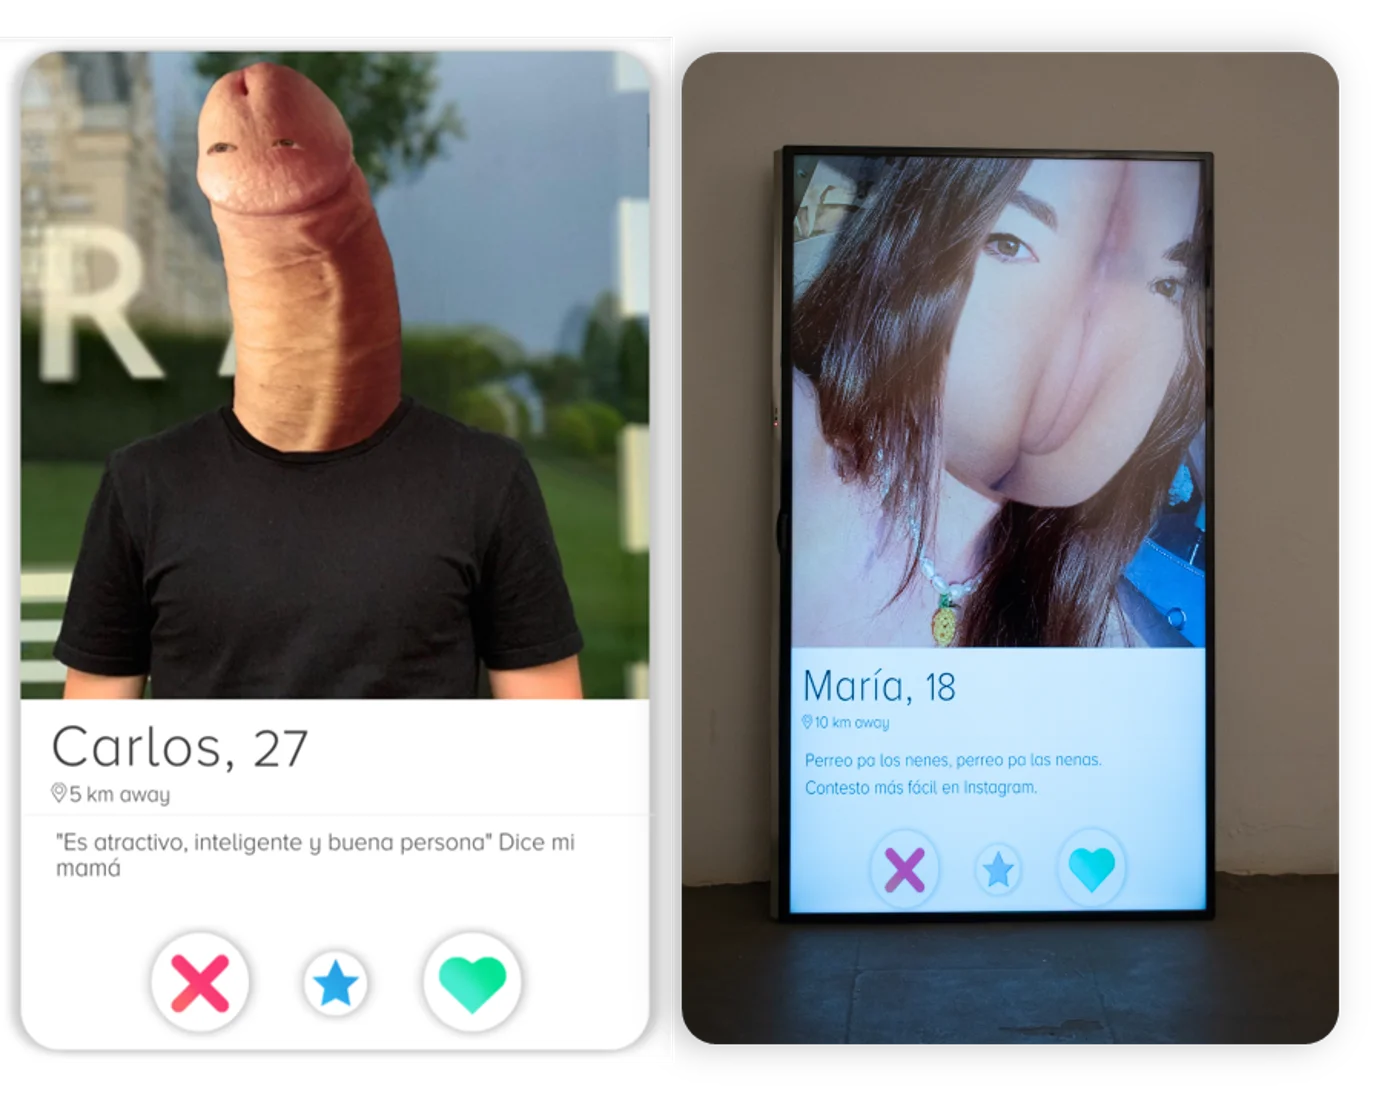 R
Carlos, 27
5 km away
"Es atractivo, inteligente y buena persona" Dice mi
mamá
María, 18
10 km away
Perreo pa los nenes, perreo pa las nenas.
Contesto más fácil en Instagram.